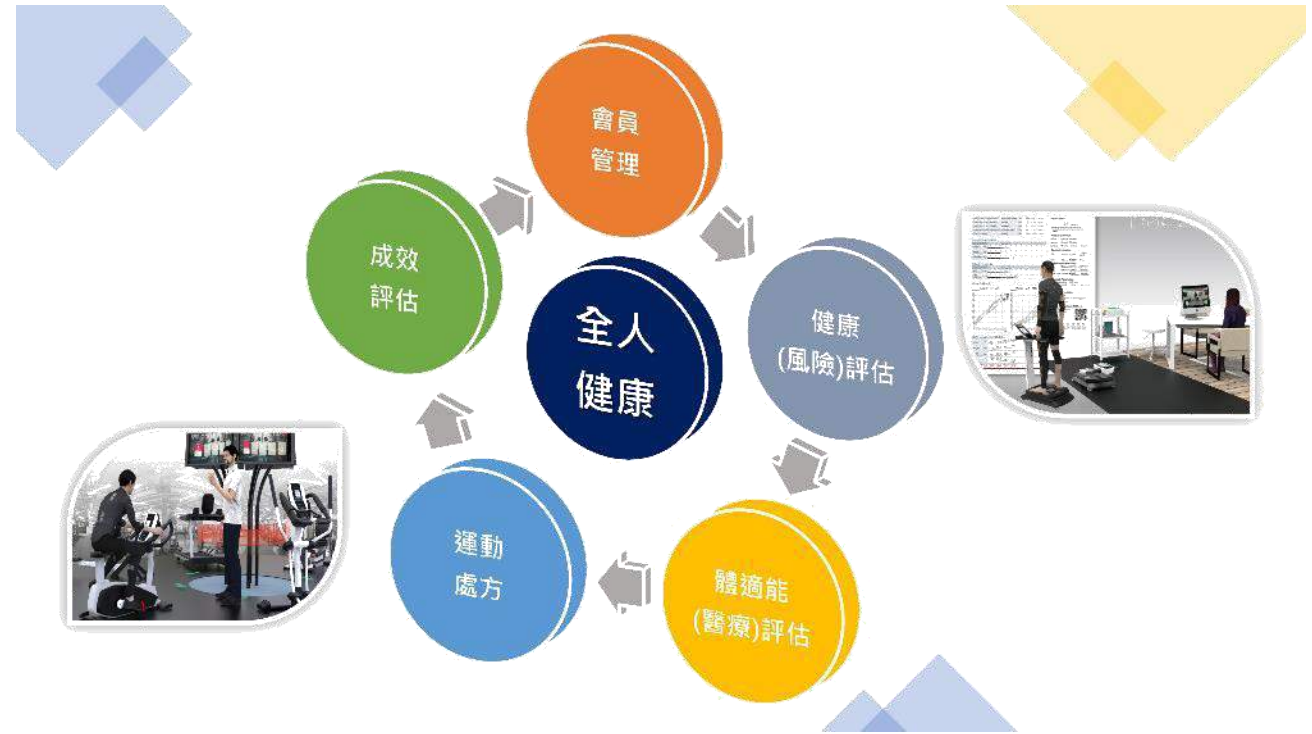 會員
管理
健康
(風險)評估
體適能
(醫療)評估
運動
處方
成效
評估
全人
健康